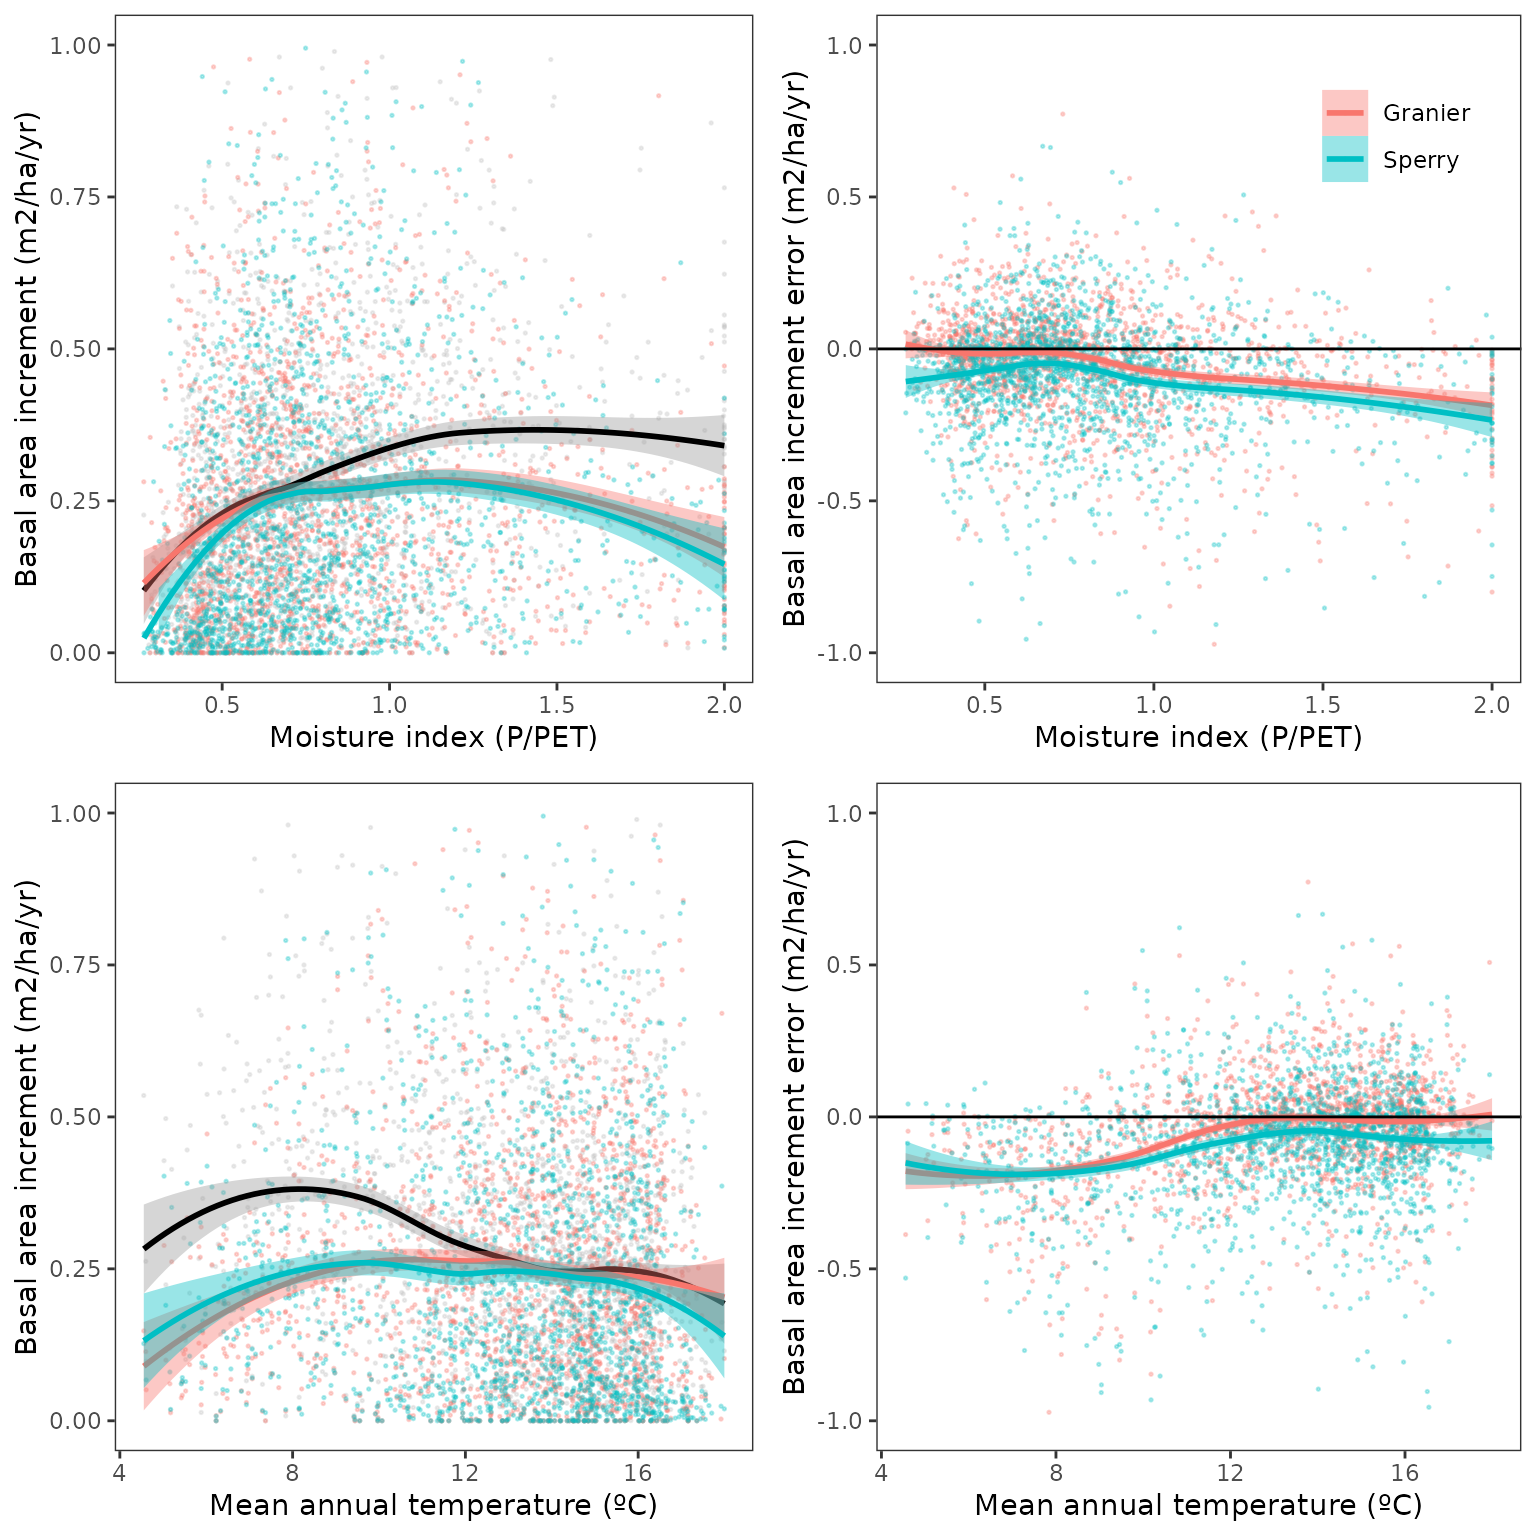 Basal area increment (m2/ha/yr)
1.00
0.75
0.50
0.25
0.00
0.5 1.0 1.5 2.0
Moisture index (P/PET)
Basal area increment error (m2/ha/yr)
1.0
0.5
0.0
-0.5
-1.0
Granier
Sperry
0.5 1.0 1.5 2.0
Moisture index (P/PET)
Basal area increment (m2/ha/yr)
1.00
0.75
0.50
0.25
0.00
4 8 12 16
Mean annual temperature (ºC)
Basal area increment error (m2/ha/yr)
1.0
0.5
0.0
-0.5
-1.0
4 8 12 16
Mean annual temperature (ºC)